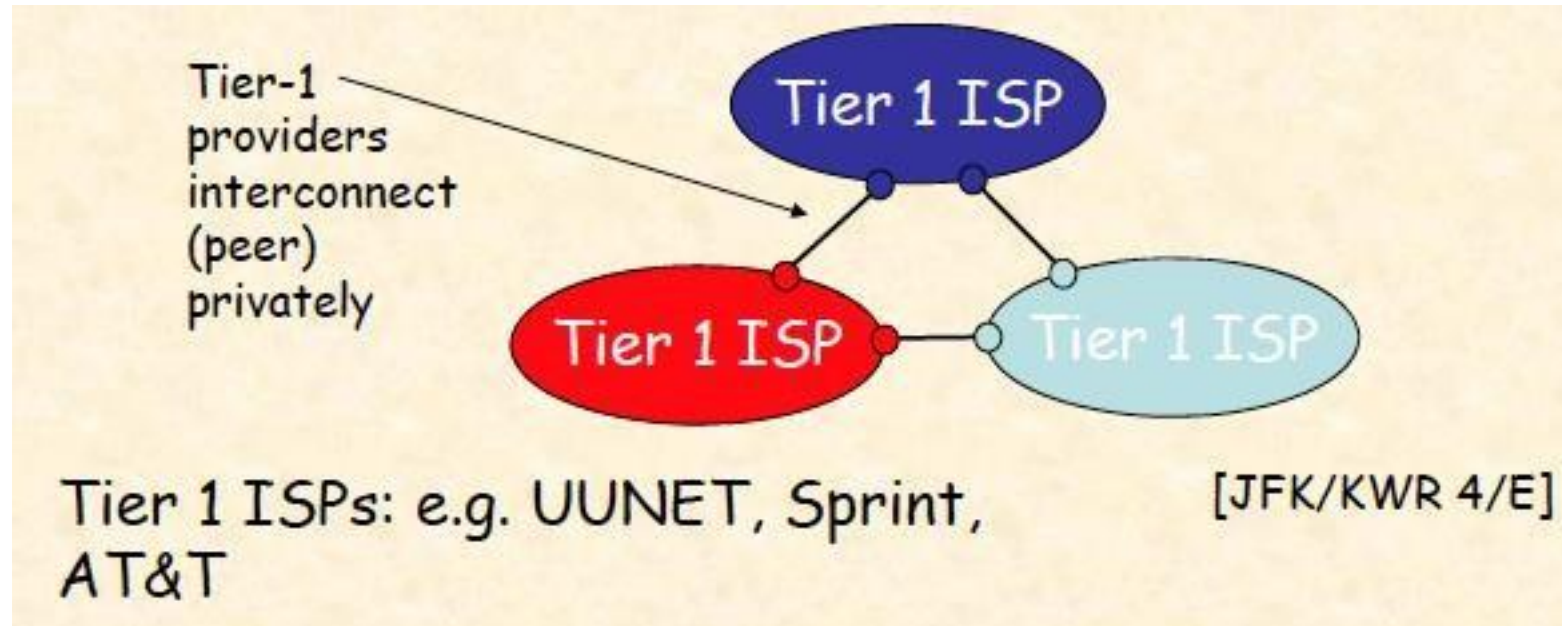 Tier-1
providers
interconnect
(peer)
privately
Tier 1 ISP
Tier 1 ISP
Tier 1 ISP
Tier 1 ISPs: e.g. UUNET, Sprint,
AT&T
[JFK/KWR 4/E]